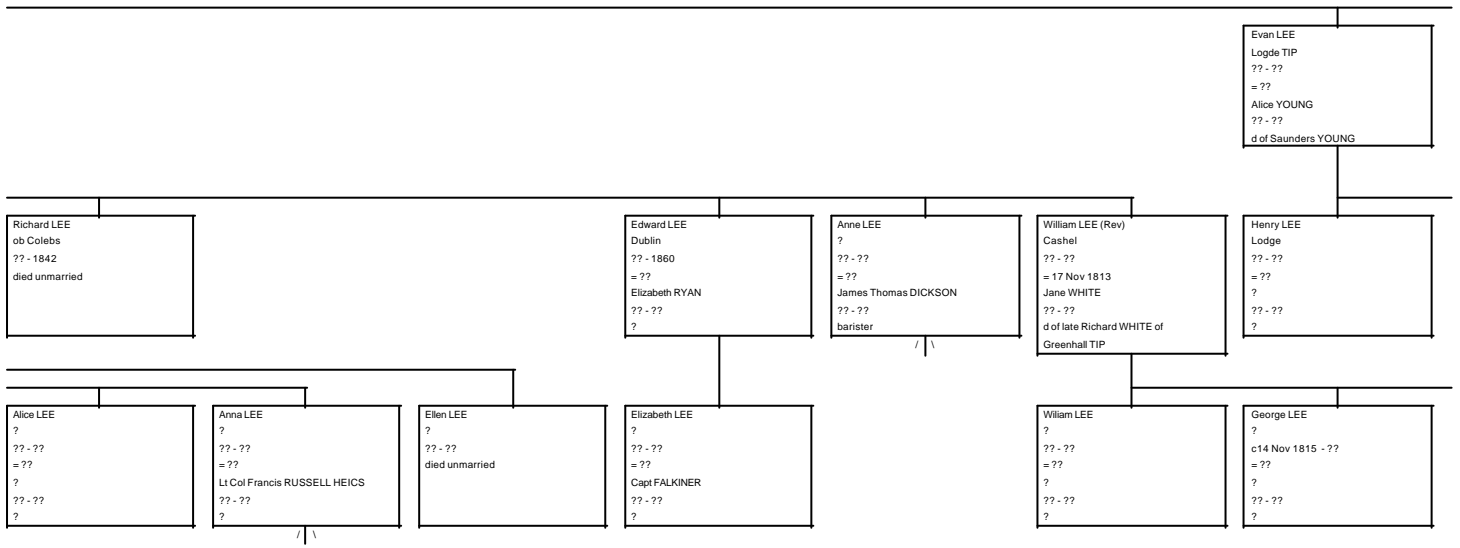 Evan LEE
Logde TIP
?? - ??
= ??
Alice YOUNG
?? - ??
d of Saunders YOUNG
Richard LEE
ob Colebs
?? - 1842
died unmarried
Edward LEE
Dublin
?? - 1860
= ??
Elizabeth RYAN
?? - ??
?
Anne LEE
?
?? - ??
= ??
James Thomas DICKSON
?? - ??
barister
/ \
William LEE (Rev)
Cashel
?? - ??
= 17 Nov 1813
Jane WHITE
?? - ??
d of late Richard WHITE of
Greenhall TIP
Henry LEE
Lodge
?? - ??
= ??
?
?? - ??
?
Alice LEE
?
?? - ??
= ??
?
?? - ??
?
Anna LEE
?
?? - ??
= ??
Lt Col Francis RUSSELL HEICS
?? - ??
?
/ \
Ellen LEE
?
?? - ??
died unmarried
Elizabeth LEE
?
?? - ??
= ??
Capt FALKINER
?? - ??
?
Wiliam LEE
?
?? - ??
= ??
?
?? - ??
?
George LEE
?
c14 Nov 1815 - ??
= ??
?
?? - ??
?